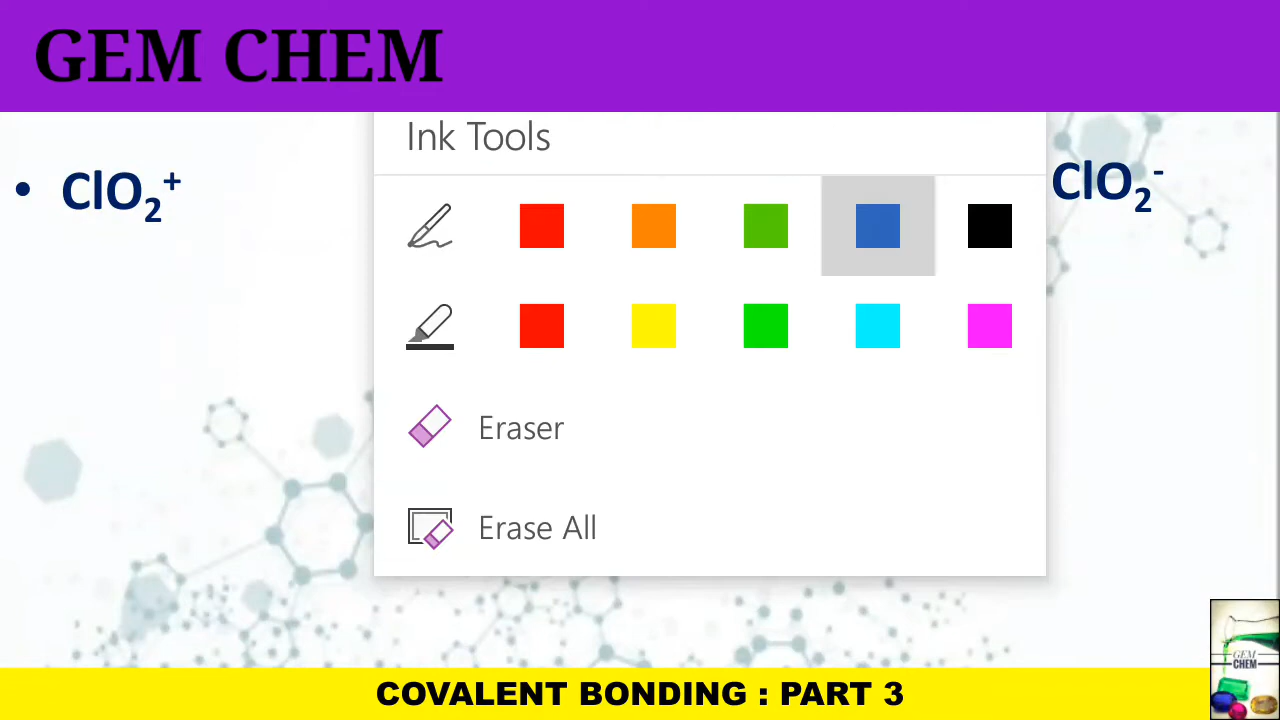 GEM CHEM
Ink Tools
• ClO₂⁺
ClO₂⁻
Eraser
Erase All
COVALENT BONDING : PART 3
GEM
CHEM